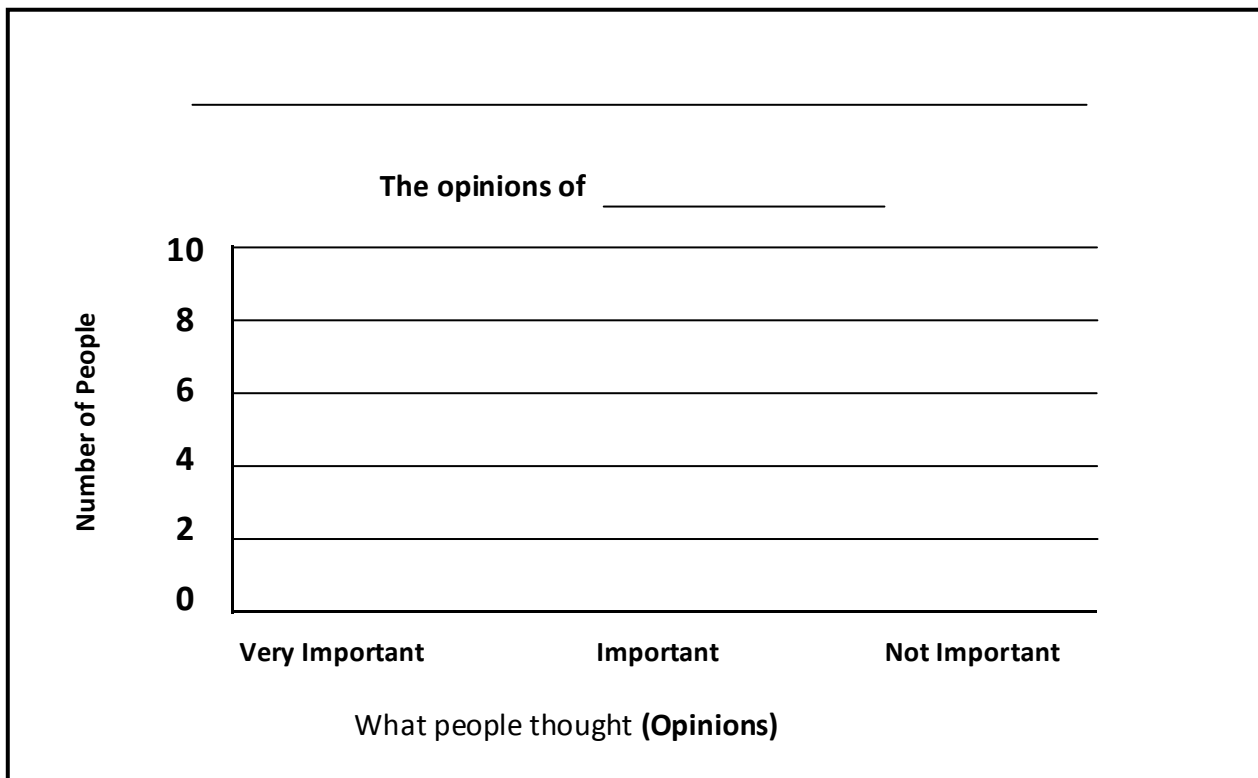 The opinions of
10
8
6
4
2
0
Number of People
Very Important Important Not Important
What people thought (Opinions)